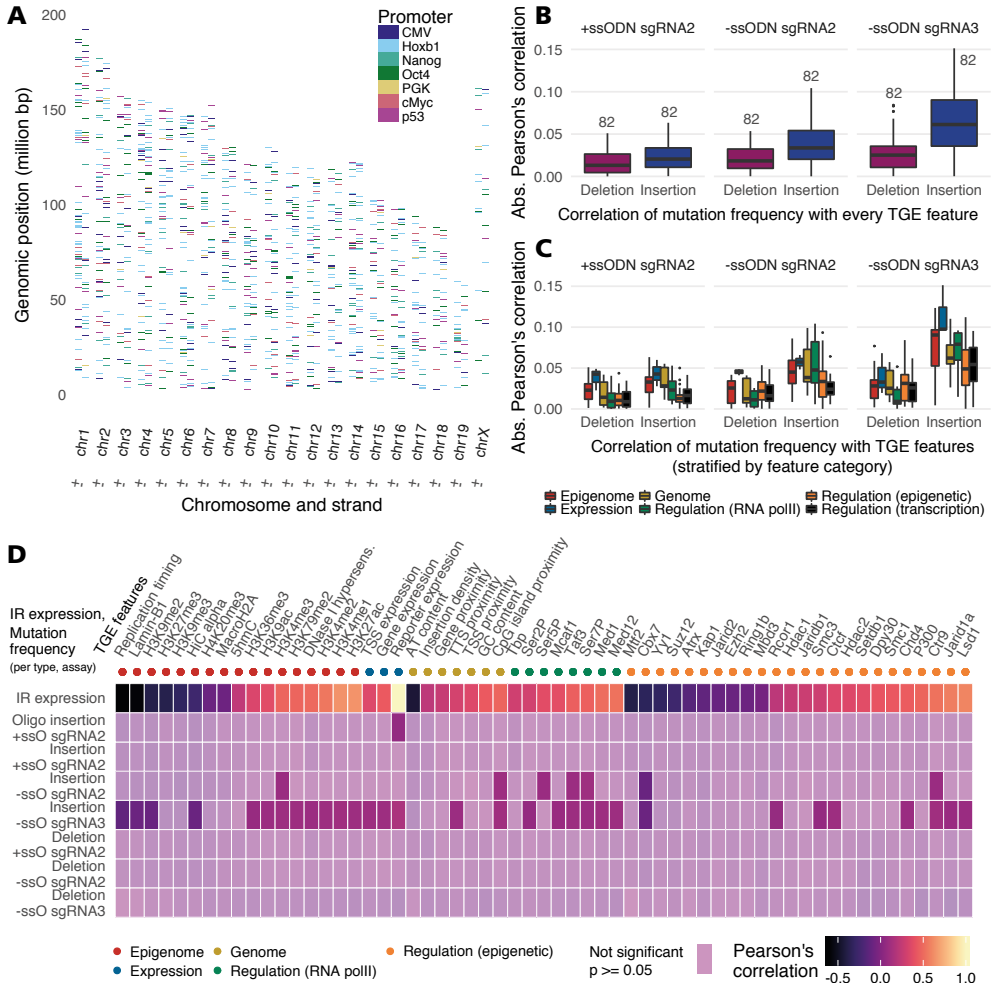 A
200
150
100
50
0
Genomic position (million bp)
Promoter
CMV
Hoxb1
Nanog
Oct4
PGK
cMyc
p53
chr1
chr2
chr3
chr4
chr5
chr6
chr7
chr8
chr9
chr10
chr11
chr12
chr13
chr14
chr15
chr16
chr17
chr18
chr19
chrX
Chromosome and strand
B
+ssODN sgRNA2
-ssODN sgRNA2
-ssODN sgRNA3
Abs. Pearson's correlation
0.15
0.10
0.05
0.00
82
82
82
82
82
82
Deletion Insertion
Deletion Insertion
Deletion Insertion
Correlation of mutation frequency with every TGE feature
C
+ssODN sgRNA2
-ssODN sgRNA2
-ssODN sgRNA3
Abs. Pearson's correlation
0.15
0.10
0.05
0.00
Deletion Insertion
Deletion Insertion
Deletion Insertion
Correlation of mutation frequency with TGE features
(stratified by feature category)
Epigenome
Genome
Regulation (epigenetic)
Expression
Regulation (RNA polII)
Regulation (transcription)
D
IR expression,
Mutation
frequency
(per type, assay)
TGE features
Replication timing
Lamin-B1
H3K9me2
H3K27me3
H3K9me3
HiC alpha
H4K20me3
MacroH2A
5hmC
H3K36me3
H3K9ac
H3K4me3
H3K79me2
DNase I hypersens.
H3K4me2
H3K4me1
H3K27ac
TSS expression
Gene expression
Reporter expression
AT content
Insertion density
Gene proximity
TTS proximity
TSS proximity
GC content
CpG island proximity
Tbp
Ser2P
Ser5P
Mcaf1
Taf3
Ser7P
Med1
Med12
Mtf2
Cbx7
Yy1
Suz12
Atrx
Kap1
Jarid2
Ezh2
Ring1b
Mbd3
Rcor1
Hdac1
Jaridb1
Smc3
Ctcf
Hdac2
Setdb1
Dpy30
Smc1
Chd4
P300
Ctr9
Jarid1a
Lsd1
IR expression
Oligo insertion
+ssO sgRNA2
Insertion
+ssO sgRNA2
Insertion
-ssO sgRNA2
Insertion
-ssO sgRNA3
Deletion
+ssO sgRNA2
Deletion
-ssO sgRNA2
Deletion
-ssO sgRNA3
Epigenome
Genome
Regulation (epigenetic)
Expression
Regulation (RNA polII)
Not significant
p >= 0.05
Pearson's
correlation
-0.5 0.0 0.5 1.0